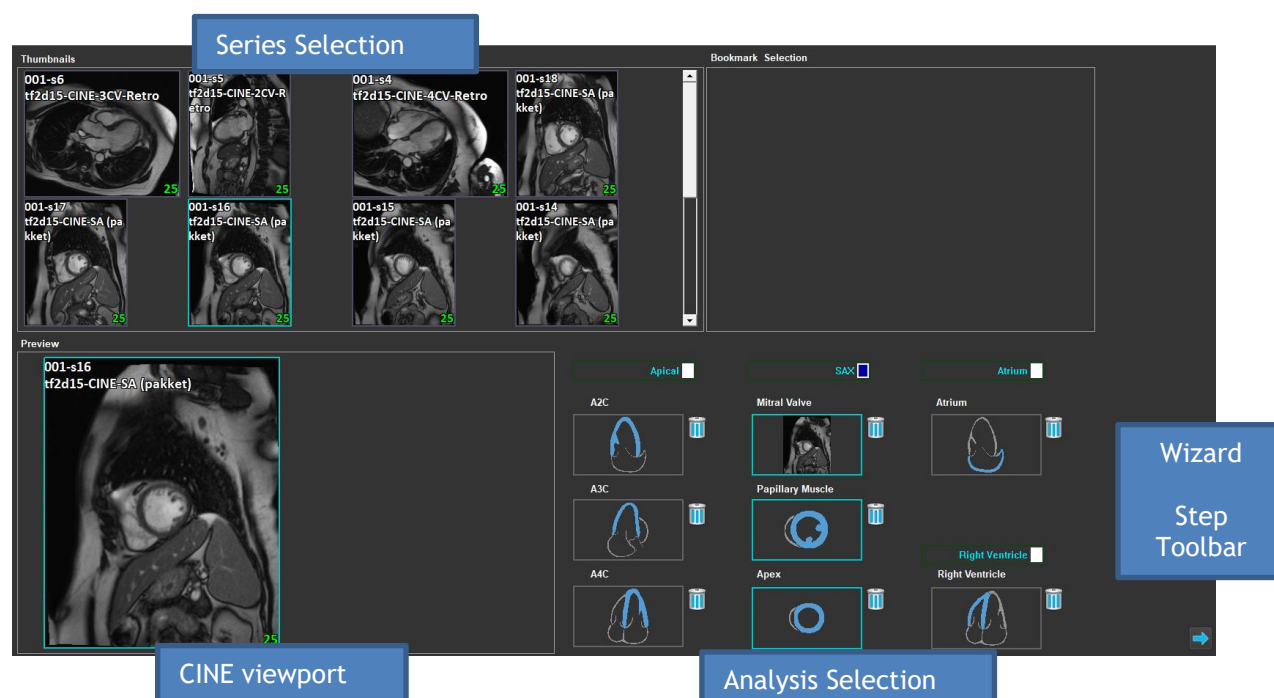 Series Selection
Thumbnails
Bookmark Selection
001-s6
tf2d15-CINE-3CV-Retro
25
001-s5
tf2d15-CINE-2CV-R
etro
)
25
001-s4
tf2d15-CINE-4CV-Retro
25
001-s18
tf2d15-CINE-SA (pa
kket)
25
001-s17
tf2d15-CINE-SA (pa
kket)
25
001-s16
tf2d15-CINE-SA (pa
kket)
25
001-s15
tf2d15-CINE-SA (pa
kket)
25
001-s14
tf2d15-CINE-SA (pa
kket)
25
Preview
001-s16
tf2d15-CINE-SA (pakket)
25
Apical
SAX
Atrium
A2C
Mitral Valve
Atrium
A3C
Papillary Muscle
Right Ventricle
A4C
Apex
Right Ventricle
Wizard
Step
Toolbar
CINE viewport
Analysis Selection